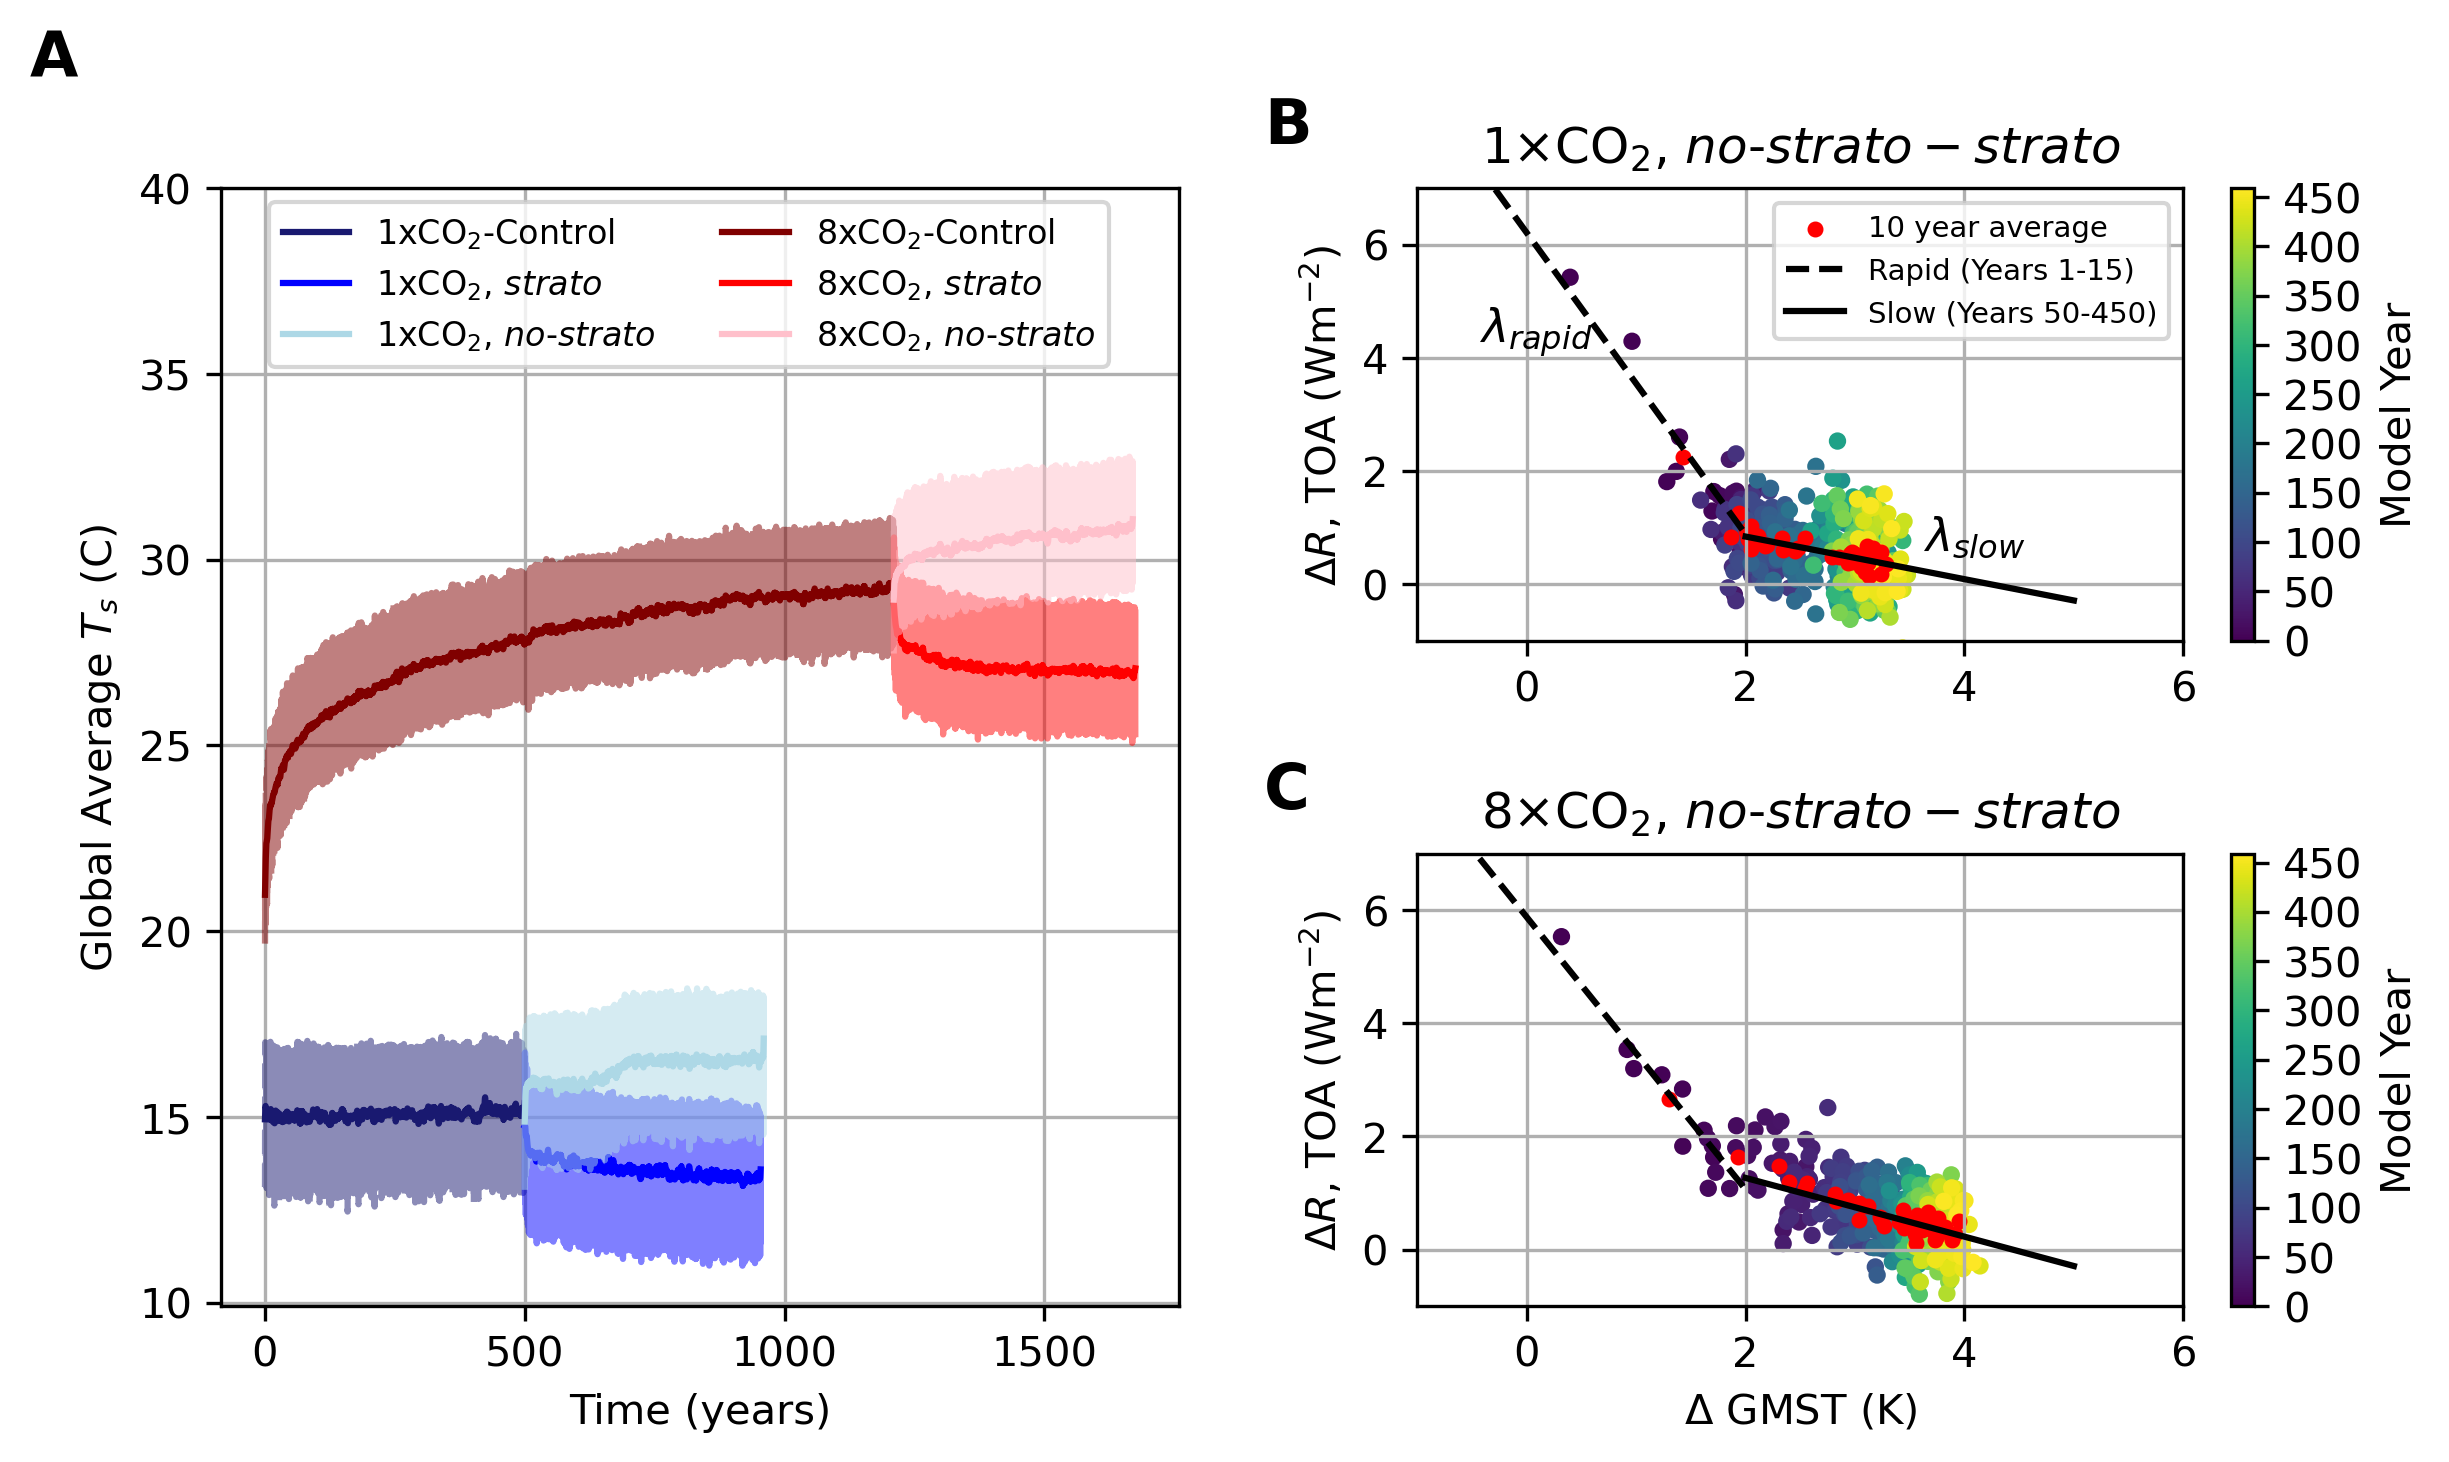 A
40
35
30
25
20
15
10
Global Average T_s (C)
1xCO₂-Control
1xCO₂, strato
1xCO₂, no-strato
8xCO₂-Control
8xCO₂, strato
8xCO₂, no-strato
0 500 1000 1500
Time (years)
B
1×CO₂, no-strato − strato
6
4
2
0
ΔR, TOA (Wm⁻²)
10 year average
Rapid (Years 1-15)
Slow (Years 50-450)
λ_rapid
λ_slow
0 2 4 6
450
400
350
300
250
200
150
100
50
0
Model Year
C
8×CO₂, no-strato − strato
6
4
2
0
ΔR, TOA (Wm⁻²)
0 2 4 6
Δ GMST (K)
450
400
350
300
250
200
150
100
50
0
Model Year